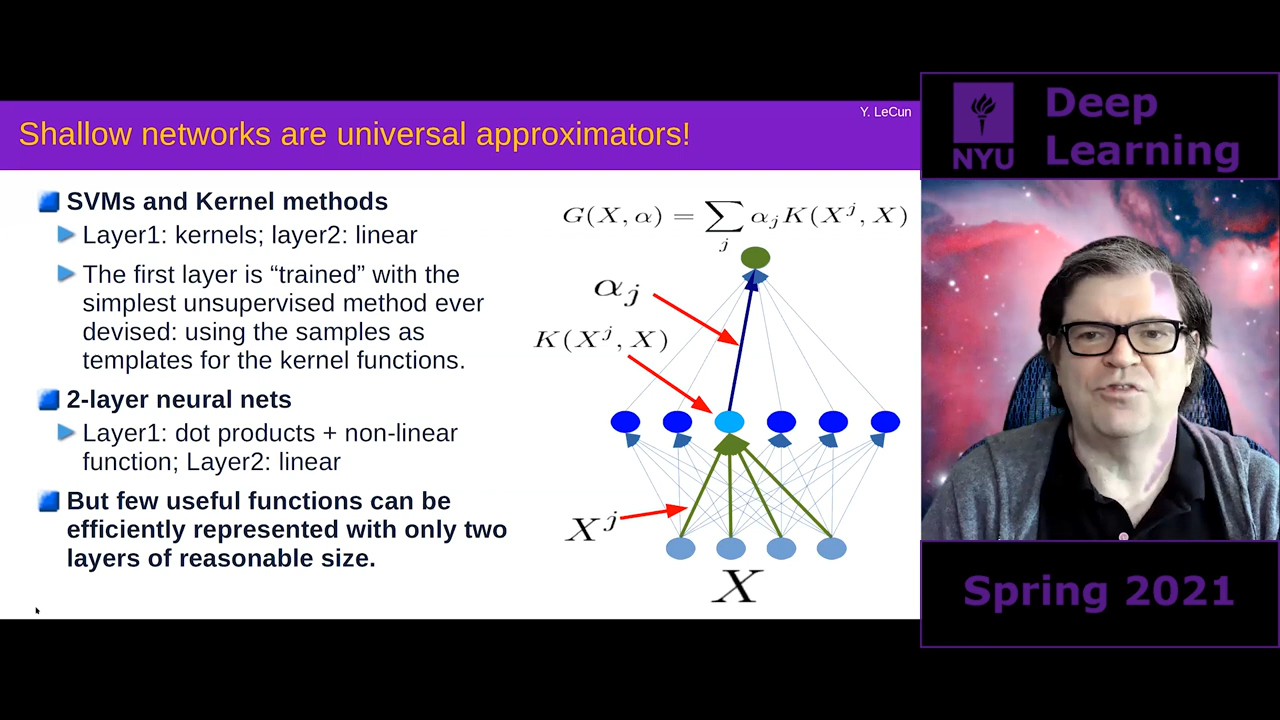 Y. LeCun
Shallow networks are universal approximators!
SVMs and Kernel methods
Layer1: kernels; layer2: linear
The first layer is “trained” with the
simplest unsupervised method ever
devised: using the samples as
templates for the kernel functions.
2-layer neural nets
Layer1: dot products + non-linear
function; Layer2: linear
But few useful functions can be
efficiently represented with only two
layers of reasonable size.
G(X, α) = ∑_j α_j K(X^j, X)
α_j
K(X^j, X)
X^j
X
NYU
Deep
Learning
Spring 2021